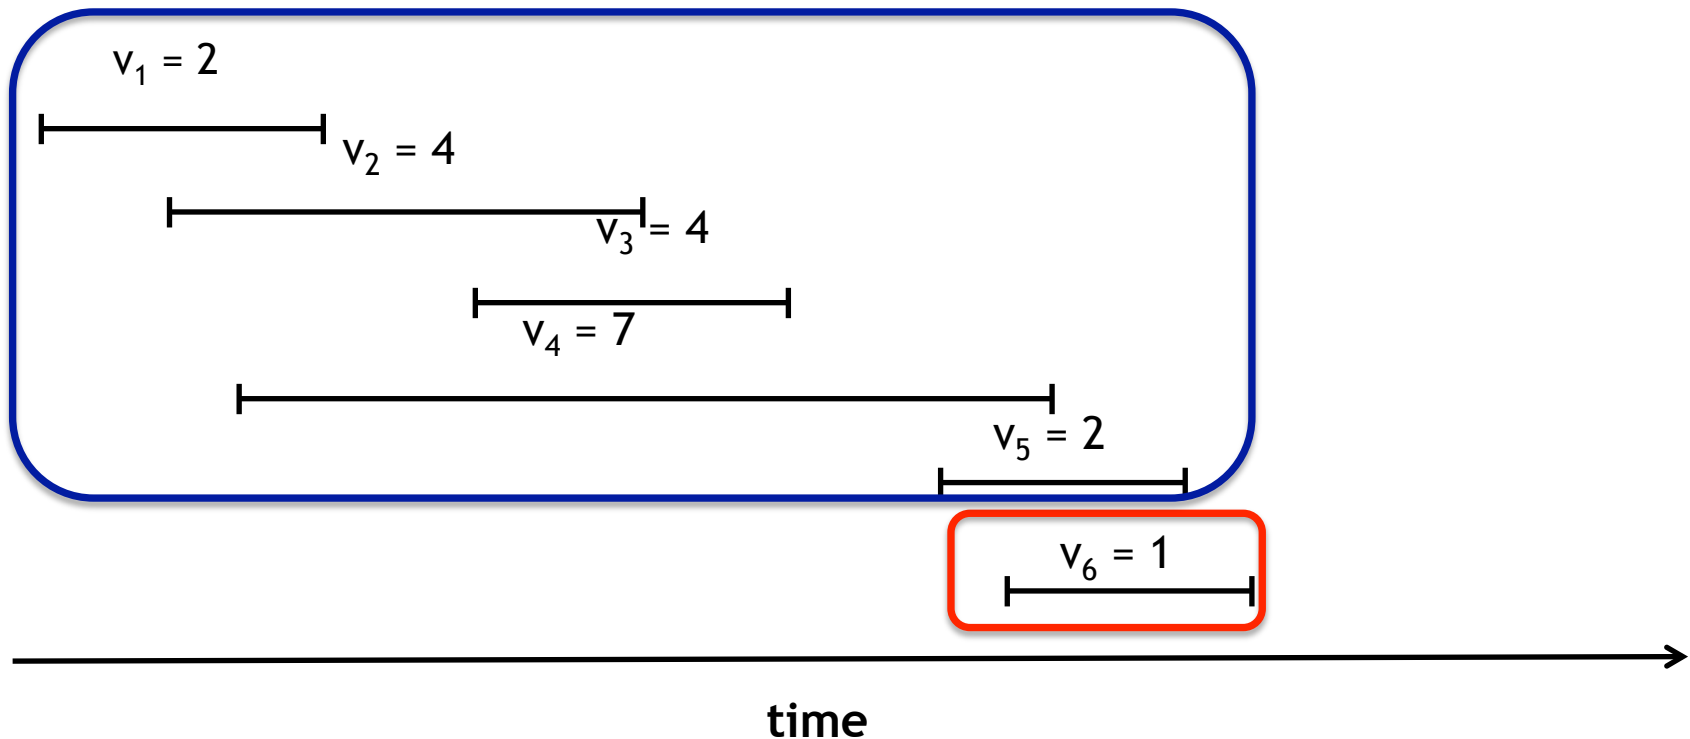 v₁ = 2
v₂ = 4
v₃ = 4
v₄ = 7
v₅ = 2
v₆ = 1
time